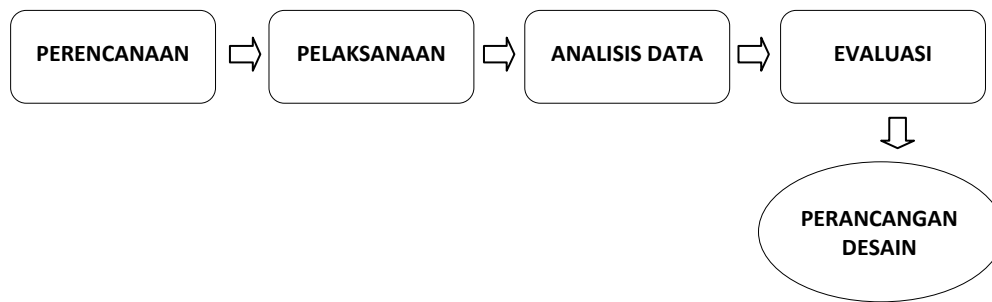 PERENCANAAN
PELAKSANAAN
ANALISIS DATA
EVALUASI
PERANCANGAN
DESAIN